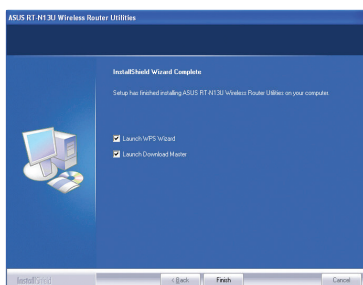 ASUS RT-N13U Wireless Router Utilities
InstallShield Wizard Complete
Setup has finished installing ASUS RT-N13U Wireless Router Utilities on your computer.
Launch WPS Wizard
Launch Download Master
InstallShield
< Back
Finish
Cancel